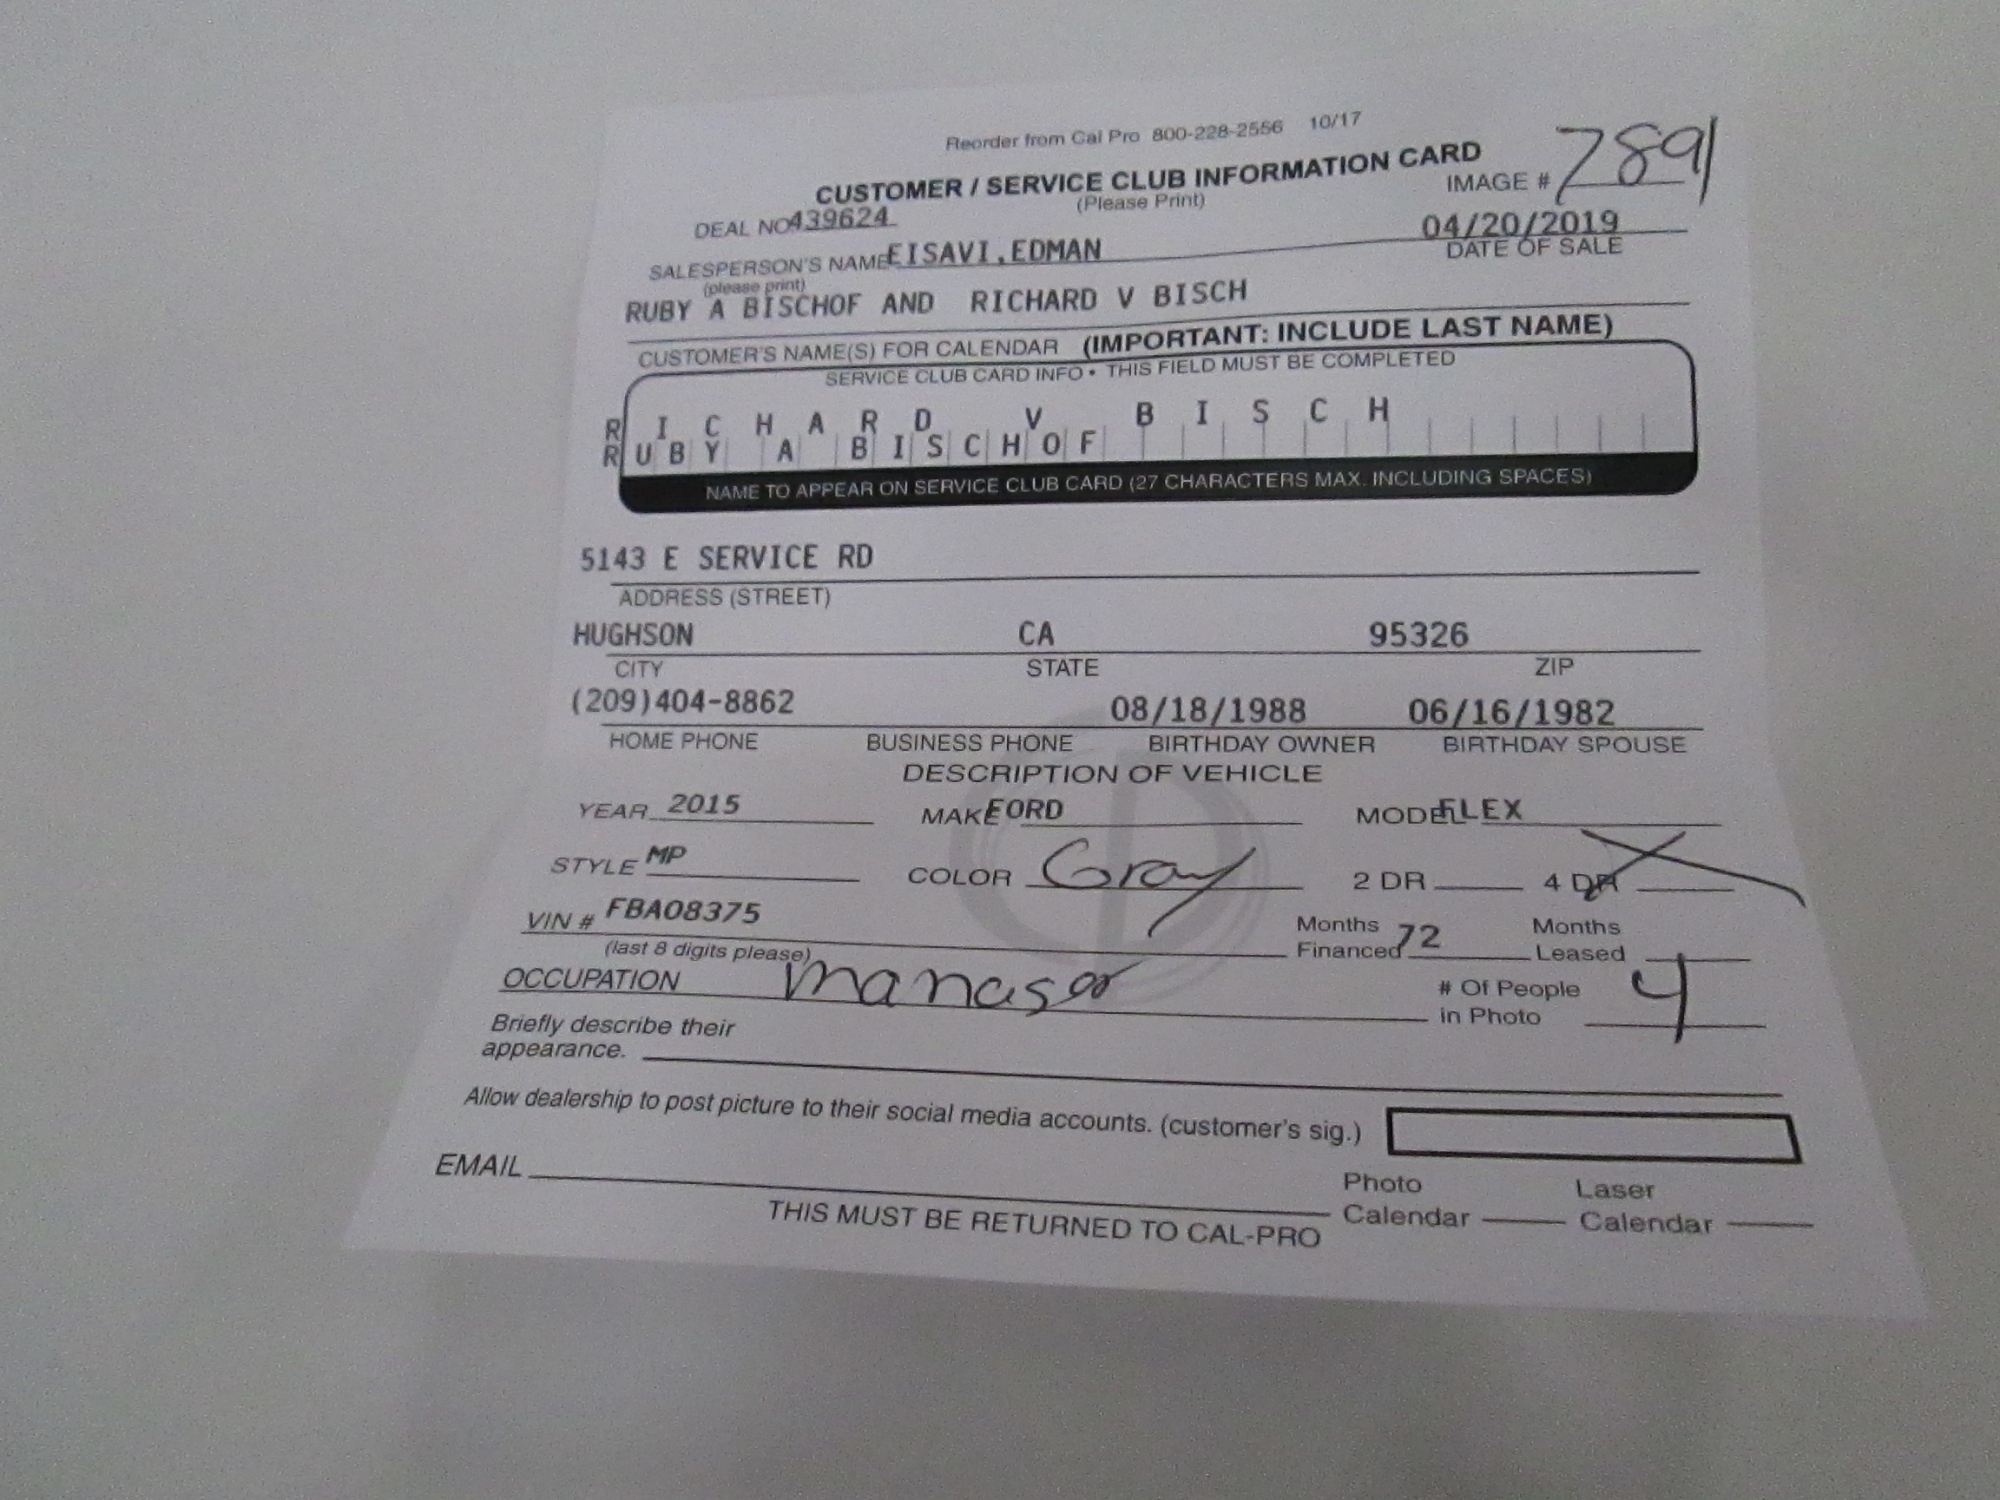 Reorder from Cal Pro 800-228-2556 10/17
CUSTOMER / SERVICE CLUB INFORMATION CARD
(Please Print)
IMAGE # 7891
DEAL NO 439624
04/20/2019
DATE OF SALE
SALESPERSON'S NAME EISAVI,EDMAN
(please print)
RUBY A BISCHOF AND RICHARD V BISCH
CUSTOMER'S NAME(S) FOR CALENDAR (IMPORTANT: INCLUDE LAST NAME)
SERVICE CLUB CARD INFO • THIS FIELD MUST BE COMPLETED
RICHARD V BISCH
RUBY A BISCHOF
NAME TO APPEAR ON SERVICE CLUB CARD (27 CHARACTERS MAX. INCLUDING SPACES)
5143 E SERVICE RD
ADDRESS (STREET)
HUGHSON CA 95326
CITY STATE ZIP
(209)404-8862 08/18/1988 06/16/1982
HOME PHONE BUSINESS PHONE BIRTHDAY OWNER BIRTHDAY SPOUSE
DESCRIPTION OF VEHICLE
YEAR 2015 MAKE FORD MODEL FLEX
STYLE MP COLOR Gray 2 DR 4 DR X
VIN # FBA08375 Months Financed 72 Months Leased
(last 8 digits please)
OCCUPATION manager # Of People in Photo 4
Briefly describe their
appearance.
Allow dealership to post picture to their social media accounts. (customer's sig.)
EMAIL Photo Calendar Laser Calendar
THIS MUST BE RETURNED TO CAL-PRO